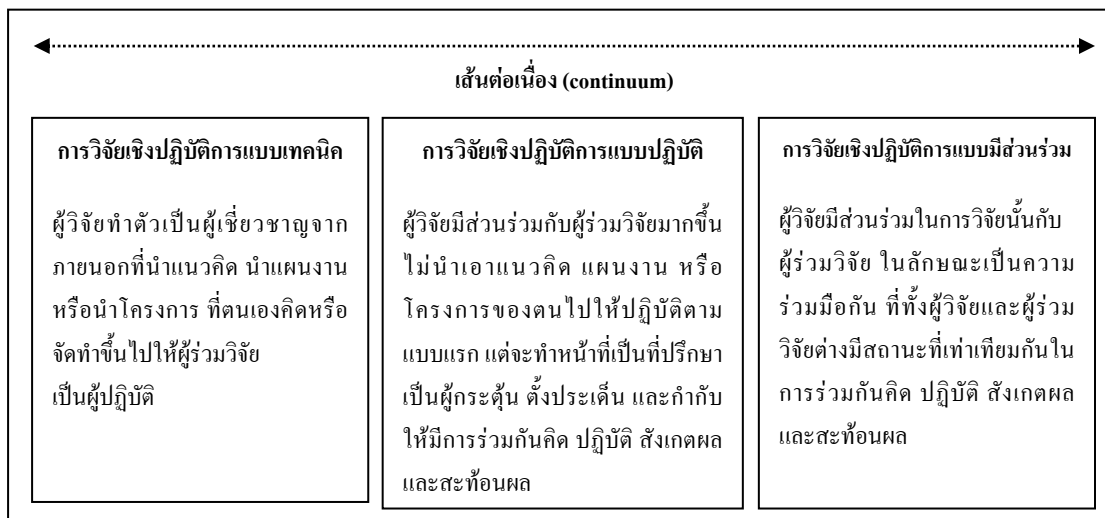 เส้นต่อเนื่อง (continuum)
การวิจัยเชิงปฏิบัติการแบบเทคนิค
ผู้วิจัยทำตัวเป็นผู้เชี่ยวชาญจาก
ภายนอกที่นำแนวคิด นำแผนงาน
หรือนำโครงการ ที่ตนเองคิดหรือ
จัดทำขึ้นไปให้ผู้ร่วมวิจัย
เป็นผู้ปฏิบัติ
การวิจัยเชิงปฏิบัติการแบบปฏิบัติ
ผู้วิจัยมีส่วนร่วมกับผู้ร่วมวิจัยมากขึ้น
ไม่นำเอาแนวคิด แผนงาน หรือ
โครงการของตนไปให้ปฏิบัติตาม
แบบแรก แต่จะทำหน้าที่เป็นที่ปรึกษา
เป็นผู้กระตุ้น ตั้งประเด็น และกำกับ
ให้มีการร่วมกันคิด ปฏิบัติ สังเกตผล
และสะท้อนผล
การวิจัยเชิงปฏิบัติการแบบมีส่วนร่วม
ผู้วิจัยมีส่วนร่วมในการวิจัยนั้นกับ
ผู้ร่วมวิจัย ในลักษณะเป็นความ
ร่วมมือกัน ที่ทั้งผู้วิจัยและผู้ร่วม
วิจัยต่างมีสถานะที่เท่าเทียมกันใน
การร่วมกันคิด ปฏิบัติ สังเกตผล
และสะท้อนผล